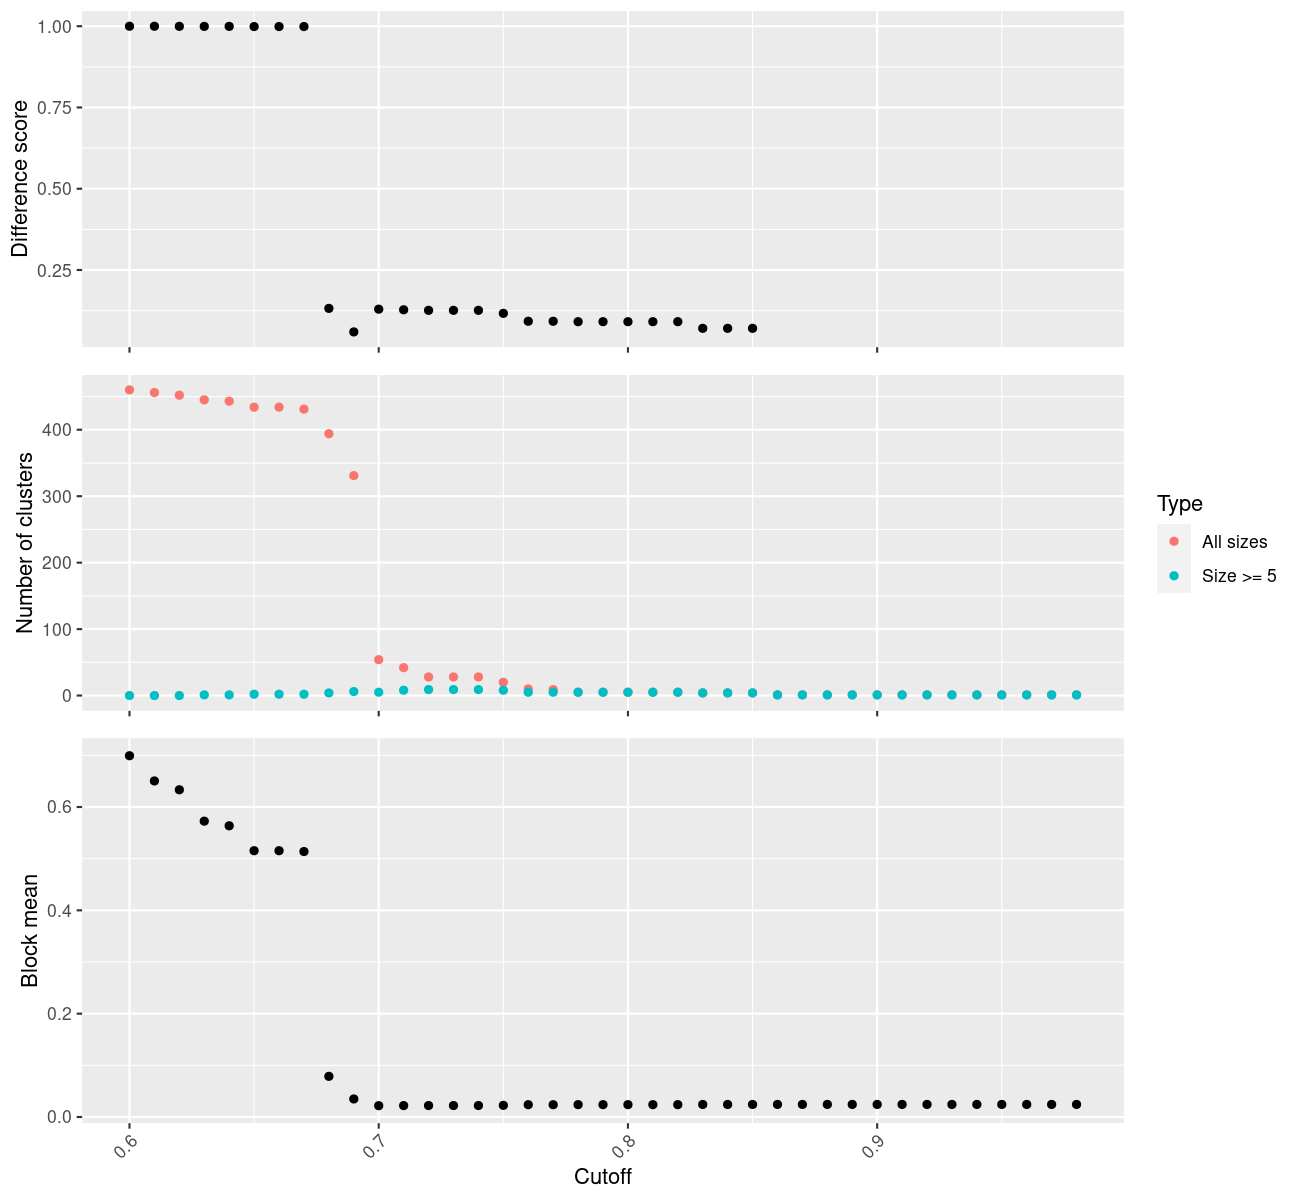 1.00
0.75
0.50
0.25
Difference score
400
300
200
100
0
Number of clusters
Type
All sizes
Size >= 5
0.6
0.4
0.2
0.0
Block mean
0.6 0.7 0.8 0.9
Cutoff